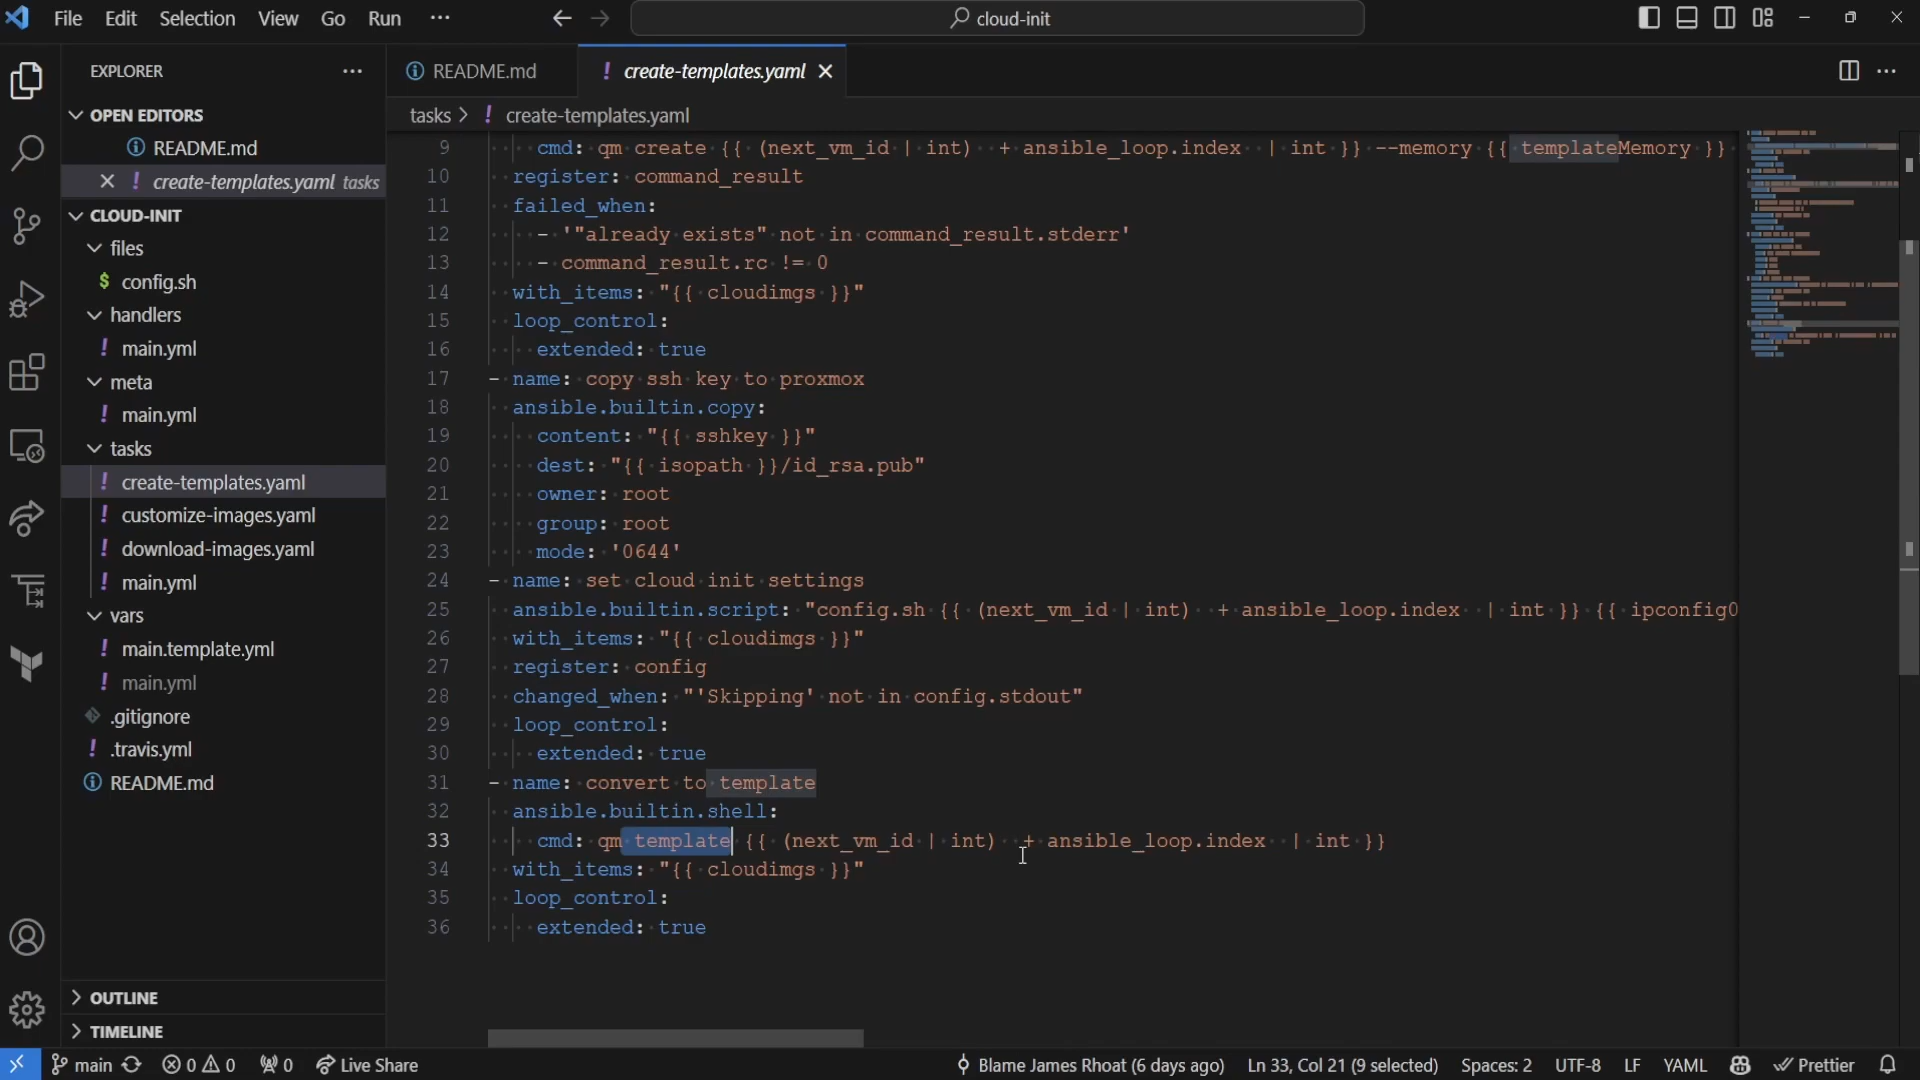 File Edit Selection View Go Run ··· cloud-init
EXPLORER ···
README.md
create-templates.yaml
OPEN EDITORS
README.md
create-templates.yaml tasks
CLOUD-INIT
files
config.sh
handlers
main.yml
meta
main.yml
tasks
create-templates.yaml
customize-images.yaml
download-images.yaml
main.yml
vars
main.template.yml
main.yml
.gitignore
.travis.yml
README.md
OUTLINE
TIMELINE
tasks > ! create-templates.yaml
9 cmd: qm create {{ (next_vm_id | int)  + ansible_loop.index  | int }} --memory {{ templateMemory }}
10 register: command_result
11 failed_when:
12 - '"already exists" not in command_result.stderr'
13 - command_result.rc != 0
14 with_items: "{{ cloudimgs }}"
15 loop_control:
16 extended: true
17 - name: copy ssh key to proxmox
18 ansible.builtin.copy:
19 content: "{{ sshkey }}"
20 dest: "{{ isopath }}/id_rsa.pub"
21 owner: root
22 group: root
23 mode: '0644'
24 - name: set cloud init settings
25 ansible.builtin.script: "config.sh {{ (next_vm_id | int)  + ansible_loop.index  | int }} {{ ipconfig0
26 with_items: "{{ cloudimgs }}"
27 register: config
28 changed_when: "'Skipping' not in config.stdout"
29 loop_control:
30 extended: true
31 - name: convert to template
32 ansible.builtin.shell:
33 cmd: qm template {{ (next_vm_id | int)  + ansible_loop.index  | int }}
34 with_items: "{{ cloudimgs }}"
35 loop_control:
36 extended: true
main 0 0 0 Live Share Blame James Rhoat (6 days ago) Ln 33, Col 21 (9 selected) Spaces: 2 UTF-8 LF YAML Prettier